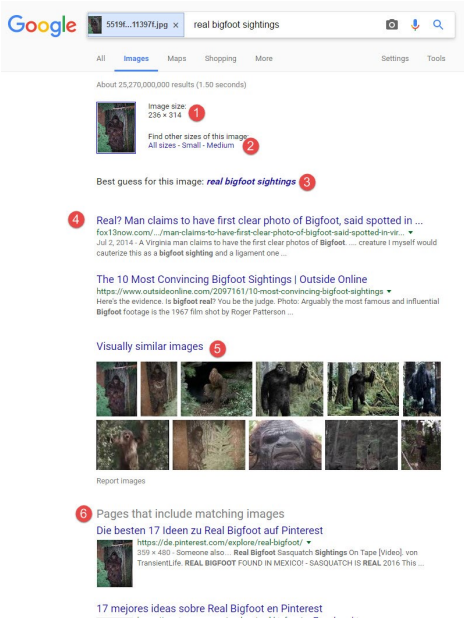 Google
5519f...11397f.jpg × real bigfoot sightings
All Images Maps Shopping More Settings Tools
About 25,270,000,000 results (1.50 seconds)
Image size:
236 × 314
1
Find other sizes of this image:
All sizes - Small - Medium
2
Best guess for this image: real bigfoot sightings 3
4 Real? Man claims to have first clear photo of Bigfoot, said spotted in ...
fox13now.com/.../man-claims-to-have-first-clear-photo-of-bigfoot-said-spotted-in-vir... ▼
Jul 2, 2014 - A Virginia man claims to have the first clear photos of Bigfoot. .... creature I myself would
cauterize this as a bigfoot sighting and a ligament one ...
The 10 Most Convincing Bigfoot Sightings | Outside Online
https://www.outsideonline.com/2097161/10-most-convincing-bigfoot-sightings ▼
Here's the evidence. Is bigfoot real? You be the judge. Photo: Arguably the most famous and influential
Bigfoot footage is the 1967 film shot by Roger Patterson ...
Visually similar images 5
Report images
6 Pages that include matching images
Die besten 17 Ideen zu Real Bigfoot auf Pinterest
https://de.pinterest.com/explore/real-bigfoot/ ▼
359 × 480 - Someone also... Real Bigfoot Sasquatch Sightings On Tape [Video]. von
TransientLife. REAL BIGFOOT FOUND IN MEXICO! - SASQUATCH IS REAL 2016 This ...
17 mejores ideas sobre Real Bigfoot en Pinterest